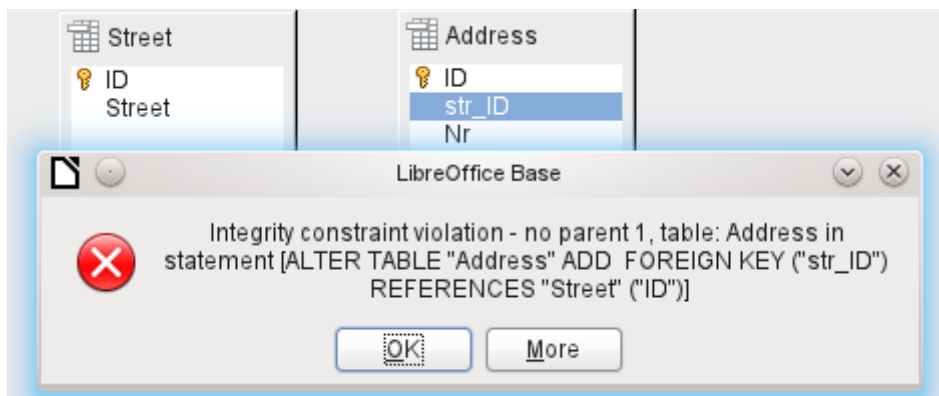 Street
ID
Street
Address
ID
str_ID
Nr
LibreOffice Base
Integrity constraint violation - no parent 1, table: Address in
statement [ALTER TABLE "Address" ADD  FOREIGN KEY ("str_ID")
REFERENCES "Street" ("ID")]
OK
More